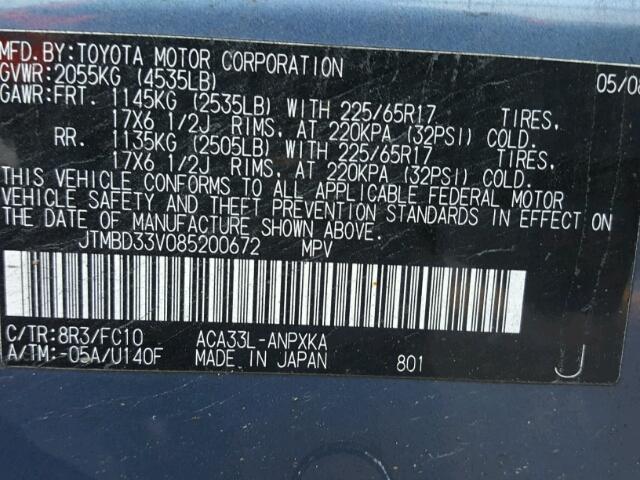 MFD.BY:TOYOTA MOTOR CORPORATION
GVWR:2055KG (4535LB) 05/08
GAWR:FRT. 1145KG (2535LB) WITH 225/65R17 TIRES,
17X6 1/2J RIMS, AT 220KPA (32PSI) COLD.
RR. 1135KG (2505LB) WITH 225/65R17 TIRES,
17X6 1/2J RIMS, AT 220KPA (32PSI) COLD.
THIS VEHICLE CONFORMS TO ALL APPLICABLE FEDERAL MOTOR
VEHICLE SAFETY AND THEFT PREVENTION STANDARDS IN EFFECT ON
THE DATE OF MANUFACTURE SHOWN ABOVE.
JTMBD33V085200672 MPV
C/TR:8R3/FC10 ACA33L-ANPXKA
A/TM:-05A/U140F MADE IN JAPAN 801 J